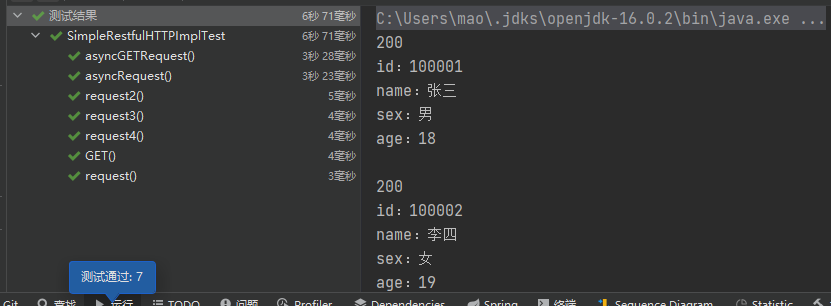 测试结果 6秒 71毫秒
SimpleRestfulHTTPImplTest 6秒 71毫秒
asyncGETRequest() 3秒 28毫秒
asyncRequest() 3秒 23毫秒
request2() 5毫秒
request3() 4毫秒
request4() 4毫秒
GET() 4毫秒
request() 3毫秒
C:\Users\mao\.jdks\openjdk-16.0.2\bin\java.exe ...
200
id：100001
name：张三
sex：男
age：18
200
id：100002
name：李四
sex：女
age：19
测试通过: 7
Git 查找 运行 TODO 问题 Profiler Dependencies Spring 终端 Sequence Diagram Statistic